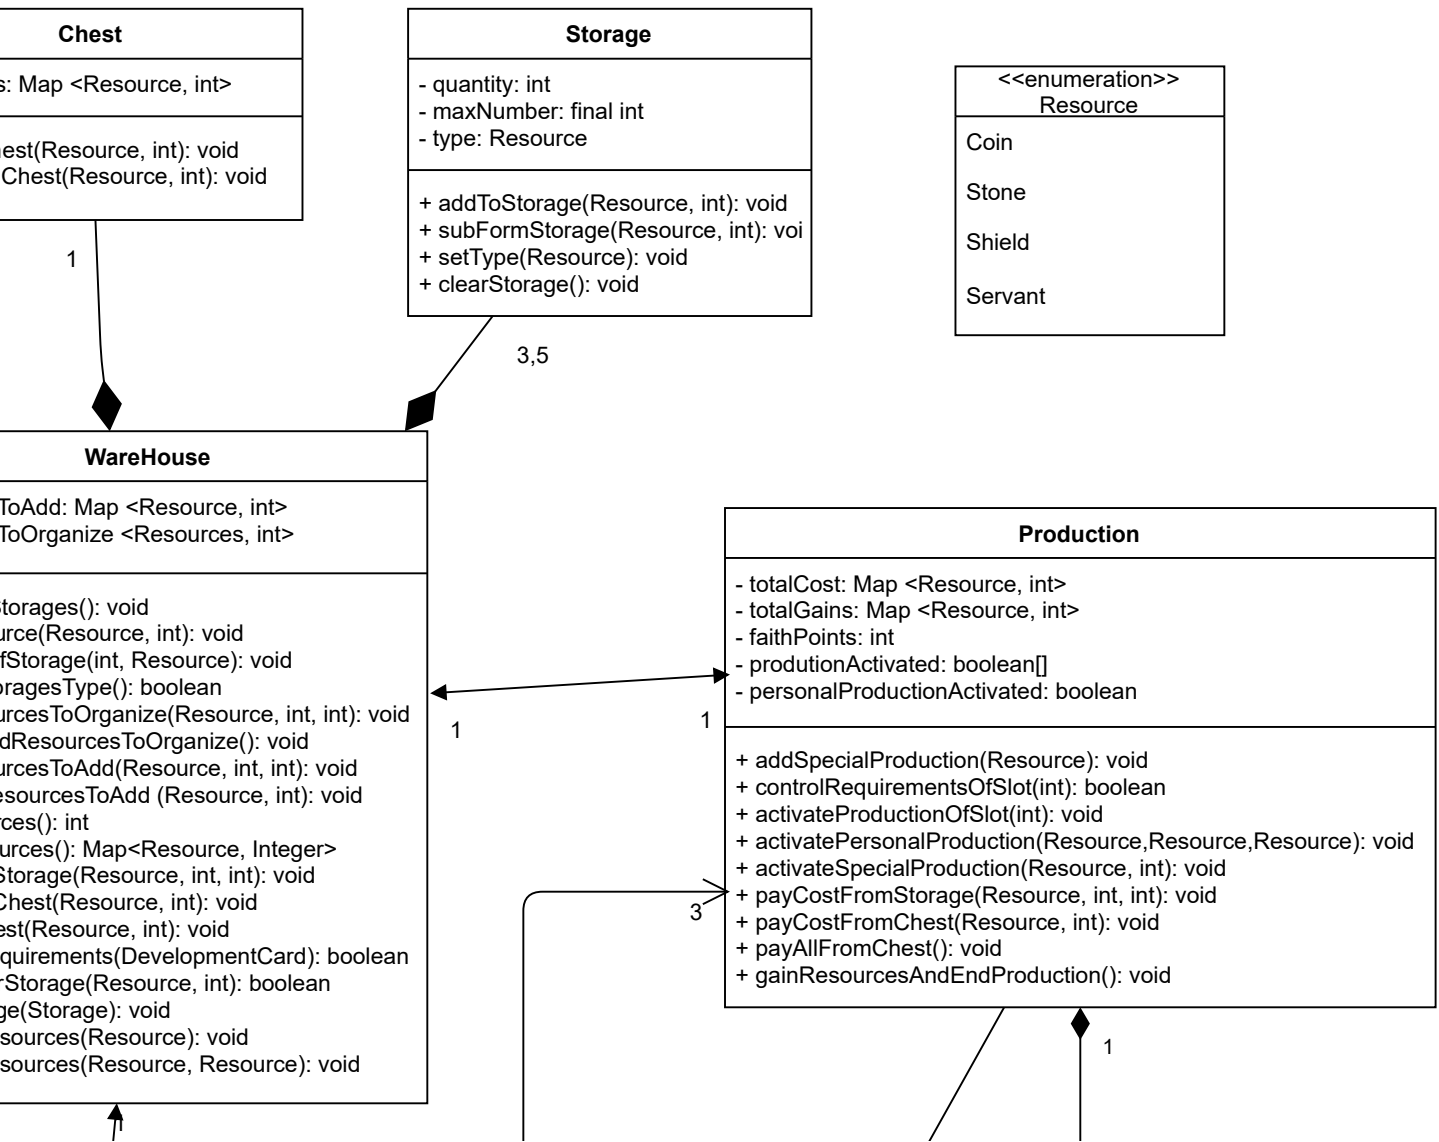 Chest
s: Map <Resource, int>
est(Resource, int): void
Chest(Resource, int): void
1
Storage
- quantity: int
- maxNumber: final int
- type: Resource
+ addToStorage(Resource, int): void
+ subFormStorage(Resource, int): voi
+ setType(Resource): void
+ clearStorage(): void
3,5
<<enumeration>>
Resource
Coin
Stone
Shield
Servant
WareHouse
ToAdd: Map <Resource, int>
ToOrganize <Resources, int>
Storages(): void
urce(Resource, int): void
fStorage(int, Resource): void
oragesType(): boolean
urcesToOrganize(Resource, int, int): void
dResourcesToOrganize(): void
urcesToAdd(Resource, int, int): void
esourcesToAdd (Resource, int): void
rces(): int
urces(): Map<Resource, Integer>
Storage(Resource, int, int): void
Chest(Resource, int): void
est(Resource, int): void
quirements(DevelopmentCard): boolean
rStorage(Resource, int): boolean
ge(Storage): void
sources(Resource): void
sources(Resource, Resource): void
1
1
1
Production
- totalCost: Map <Resource, int>
- totalGains: Map <Resource, int>
- faithPoints: int
- produtionActivated: boolean[]
- personalProductionActivated: boolean
+ addSpecialProduction(Resource): void
+ controlRequirementsOfSlot(int): boolean
+ activateProductionOfSlot(int): void
+ activatePersonalProduction(Resource,Resource,Resource): void
+ activateSpecialProduction(Resource, int): void
+ payCostFromStorage(Resource, int, int): void
+ payCostFromChest(Resource, int): void
+ payAllFromChest(): void
+ gainResourcesAndEndProduction(): void
3
1